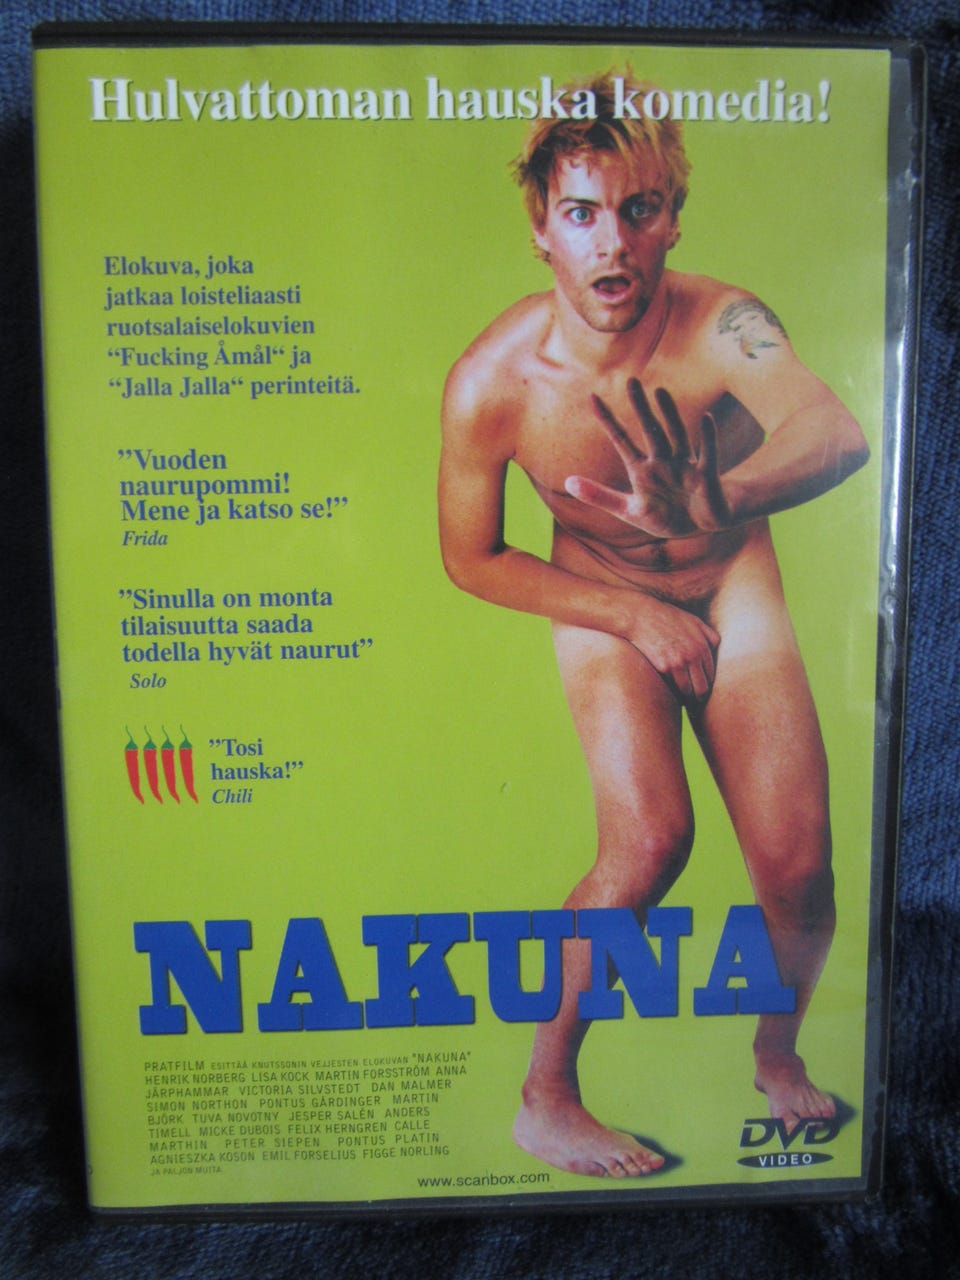 Hulvattoman hauska komedia!
Elokuva, joka
jatkaa loisteliaasti
ruotsalaiselokuvien
“Fucking Åmål“ ja
“Jalla Jalla“ perinteitä.
”Vuoden
naurupommi!
Mene ja katso se!”
Frida
”Sinulla on monta
tilaisuutta saada
todella hyvät naurut”
Solo
”Tosi
hauska!”
Chili
NAKUNA
PRATFILM ESITTÄÄ KNUTSSONIN VELJESTEN ELOKUVAN "NAKUNA"
HENRIK NORBERG LISA KOCK MARTIN FORSSTRÖM ANNA
JÄRPHAMMAR VICTORIA SILVSTEDT DAN MALMER
SIMON NORTHON PONTUS GÅRDINGER MARTIN
BJÖRK TUVA NOVOTNY JESPER SALÉN ANDERS
TIMELL MICKE DUBOIS FELIX HERNGREN CALLE
MARTHIN PETER SIEPEN PONTUS PLATIN
AGNIESZKA KOSON EMIL FORSELIUS FIGGE NORLING
JA PALJON MUITA
www.scanbox.com
DVD
VIDEO